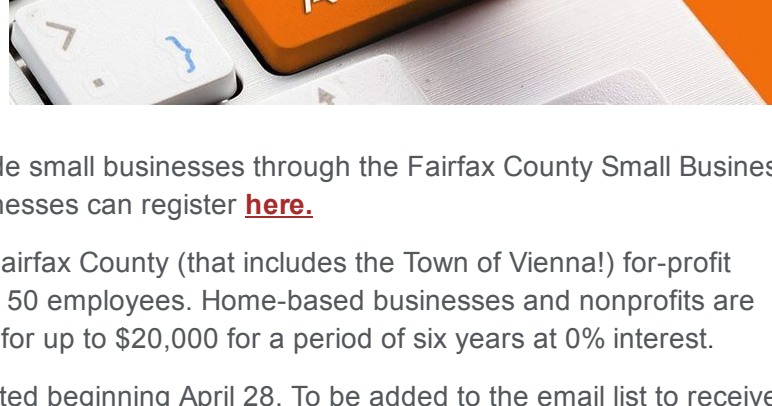 de small businesses through the Fairfax County Small Busines
nesses can register here.
airfax County (that includes the Town of Vienna!) for-profit
50 employees. Home-based businesses and nonprofits are
for up to $20,000 for a period of six years at 0% interest.
ted beginning April 28. To be added to the email list to receive